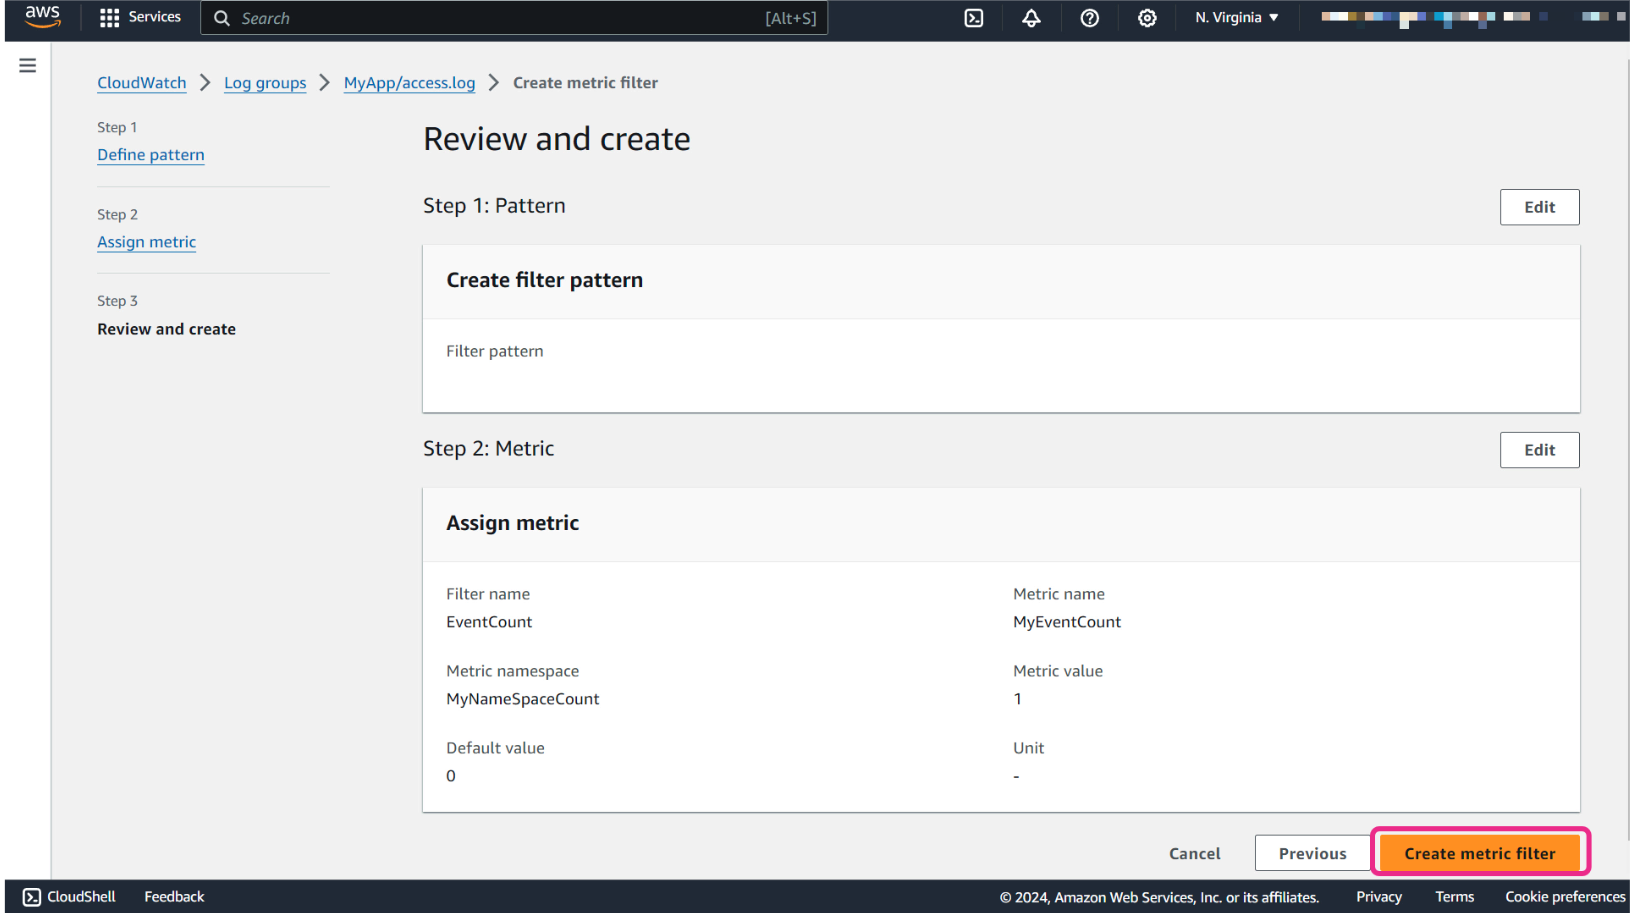 aws Services Search [Alt+S] N. Virginia
CloudWatch Log groups MyApp/access.log Create metric filter
Step 1
Define pattern
Step 2
Assign metric
Step 3
Review and create
Review and create
Step 1: Pattern
Edit
Create filter pattern
Filter pattern
Step 2: Metric
Edit
Assign metric
Filter name
EventCount
Metric name
MyEventCount
Metric namespace
MyNameSpaceCount
Metric value
1
Default value
0
Unit
-
Cancel Previous Create metric filter
CloudShell Feedback © 2024, Amazon Web Services, Inc. or its affiliates. Privacy Terms Cookie preferences